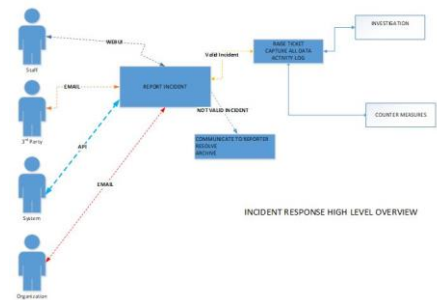 INVESTIGATION
RAISE TICKET
CAPTURE ALL DATA
ACTIVITY LOG
WEB UI
Valid Incident
Staff
EMAIL
REPORT INCIDENT
NOT VALID INCIDENT
COUNTER MEASURES
3rd Party
COMMUNICATE TO REPORTER
RESOLVE
ARCHIVE
API
EMAIL
INCIDENT RESPONSE HIGH LEVEL OVERVIEW
System
Organization